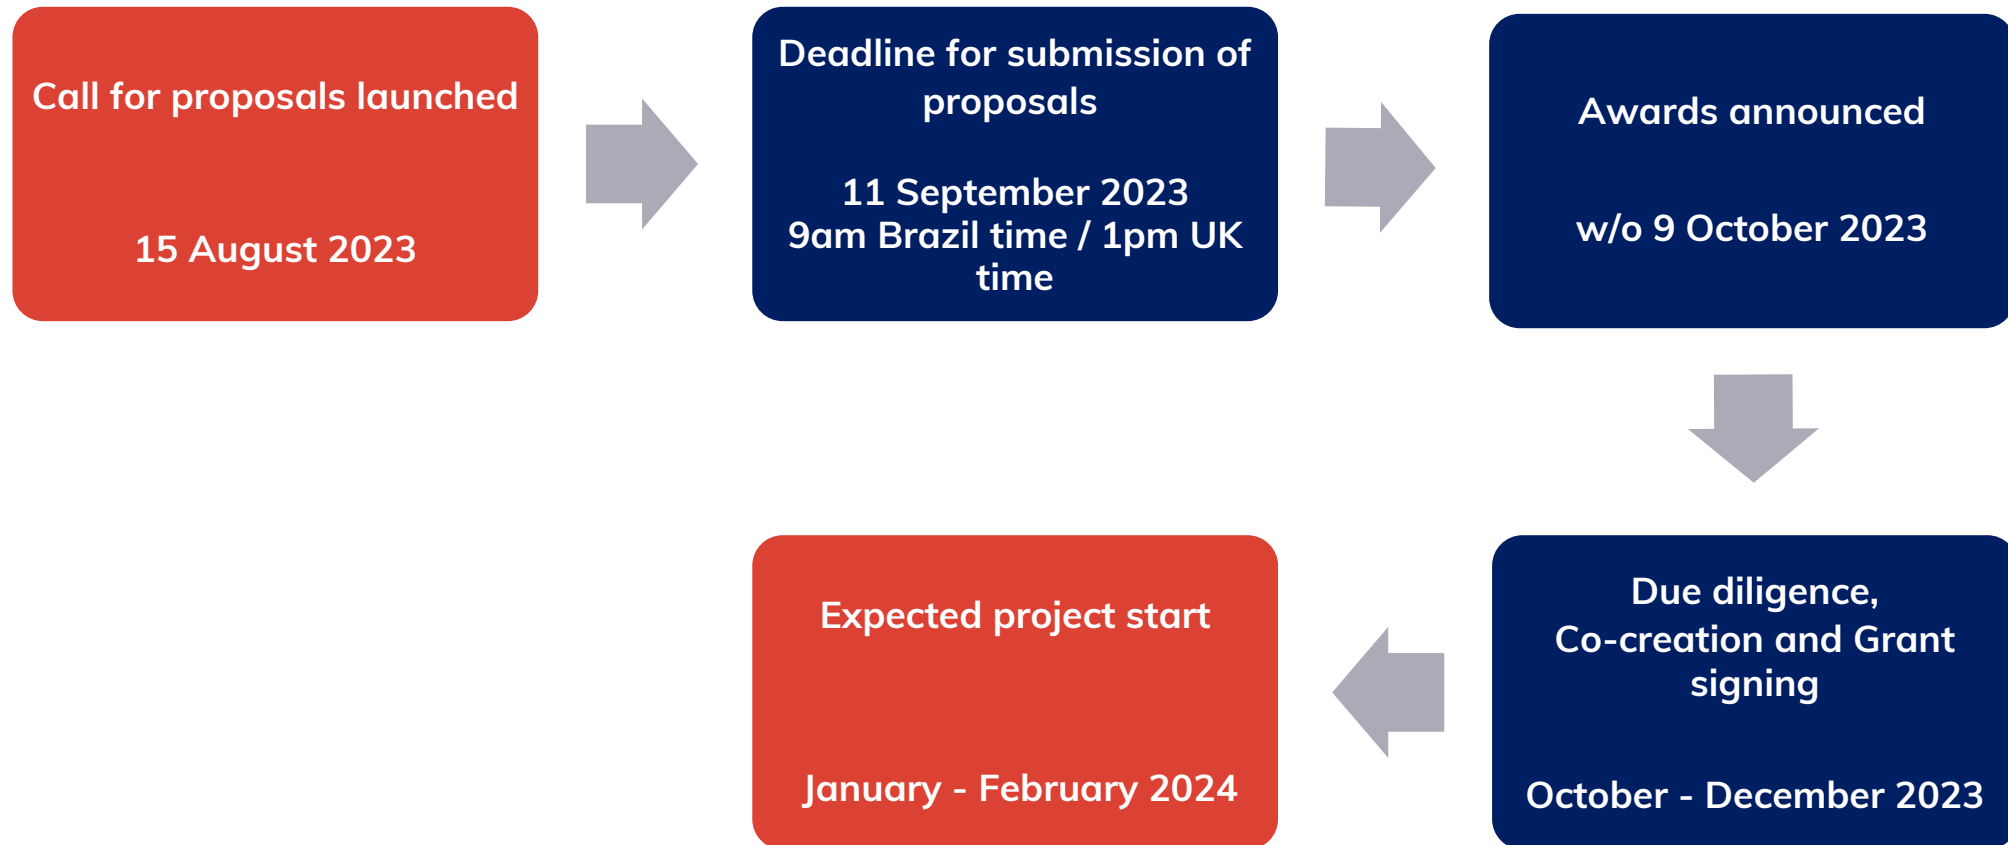 Call for proposals launched
15 August 2023
Deadline for submission of
proposals
11 September 2023
9am Brazil time / 1pm UK
time
Awards announced
w/o 9 October 2023
Due diligence,
Co-creation and Grant
signing
October - December 2023
Expected project start
January - February 2024